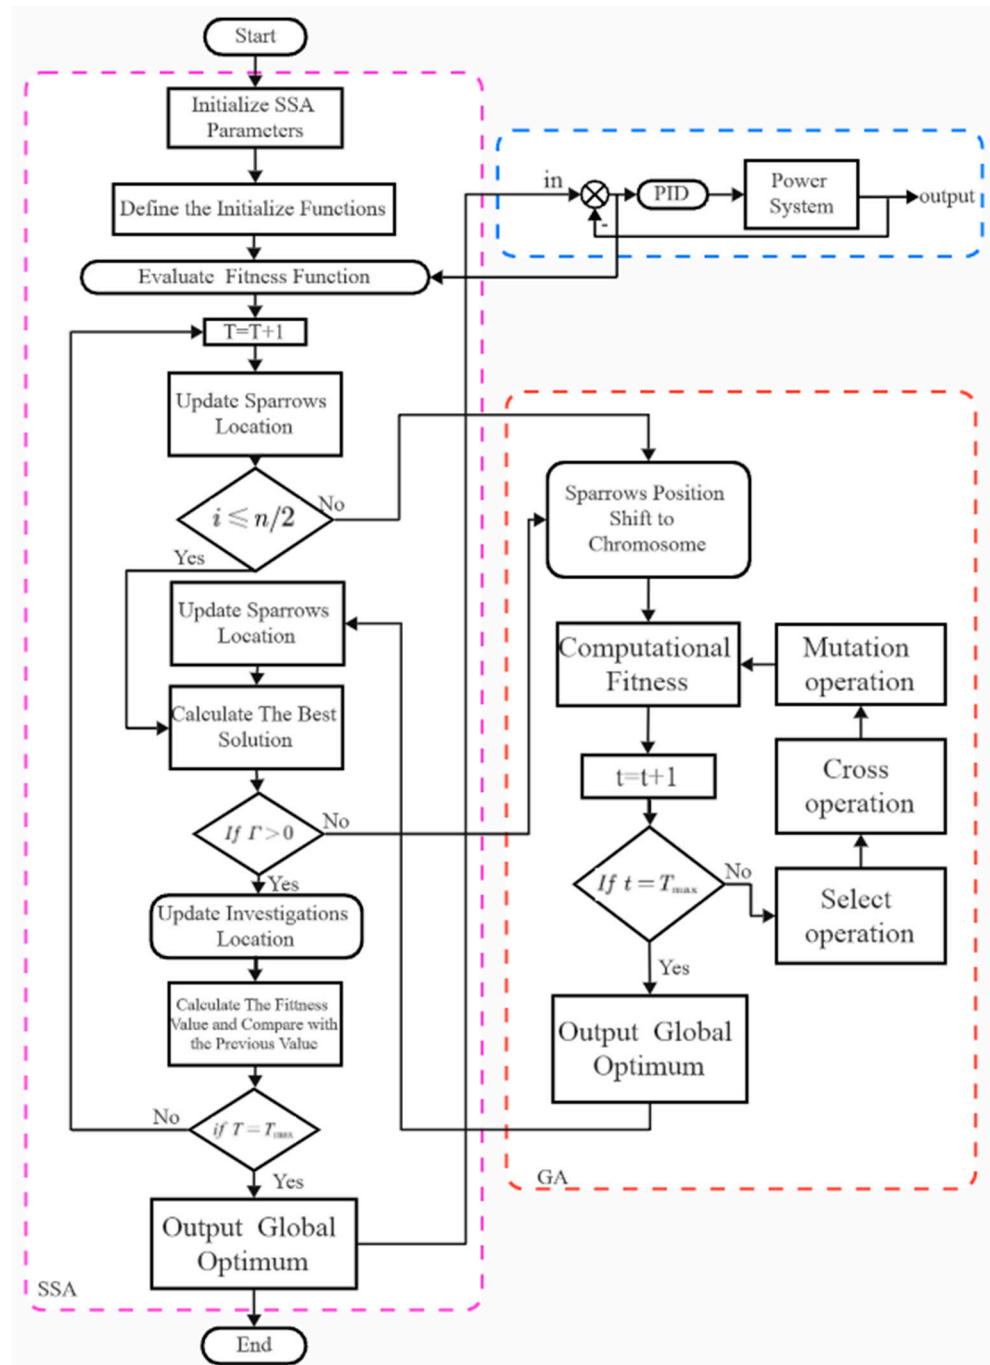 Start
Initialize SSA
Parameters
Define the Initialize Functions
Evaluate Fitness Function
T=T+1
Update Sparrows
Location
i ≤ n/2
No
Yes
Update Sparrows
Location
Calculate The Best
Solution
If Γ > 0
No
Yes
Update Investigations
Location
Calculate The Fittness
Value and Compare with
the Previous Value
if T = Tmax
No
Yes
Output Global
Optimum
SSA
End
in
-
PID
Power
System
output
Sparrows Position
Shift to
Chromosome
Computational
Fitness
t=t+1
If t = Tmax
No
Yes
Output Global
Optimum
Mutation
operation
Cross
operation
Select
operation
GA